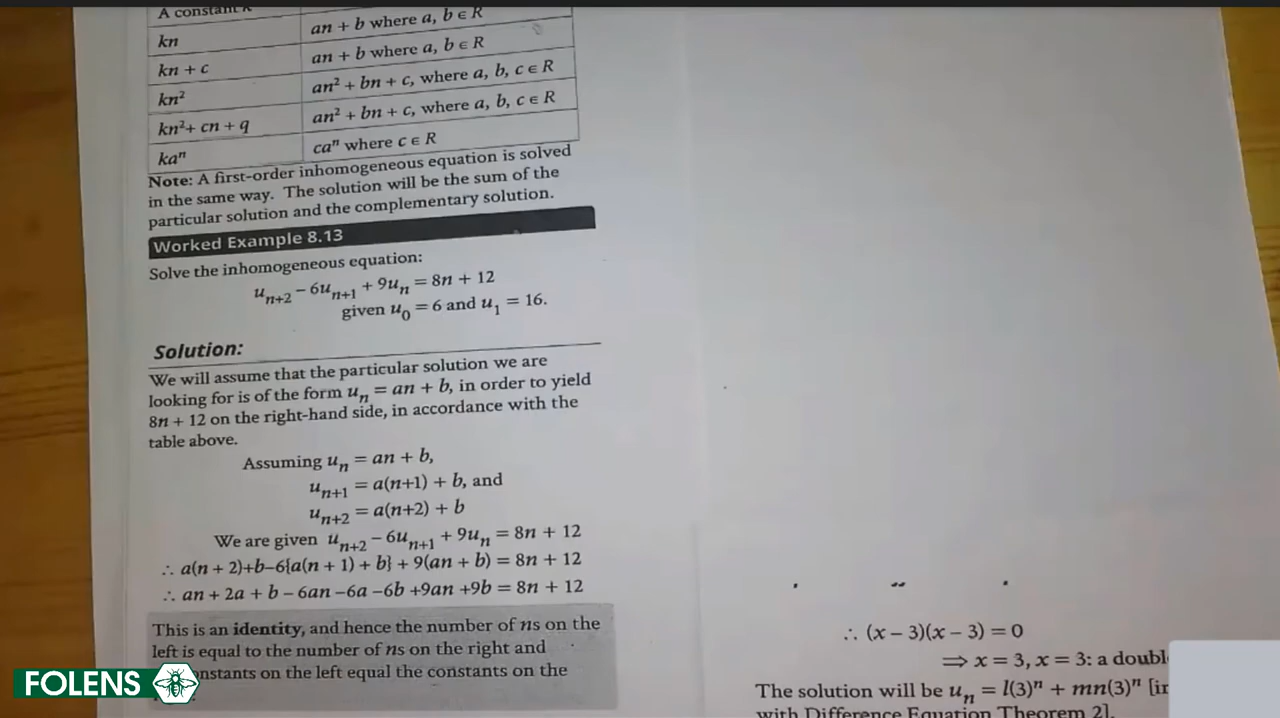 A constant k
kn an + b where a, b ∈ R
kn + c an + b where a, b ∈ R
kn² an² + bn + c, where a, b, c ∈ R
kn² + cn + q an² + bn + c, where a, b, c ∈ R
kaⁿ caⁿ where c ∈ R
Note: A first-order inhomogeneous equation is solved
in the same way. The solution will be the sum of the
particular solution and the complementary solution.
Worked Example 8.13
Solve the inhomogeneous equation:
uₙ₊₂ – 6uₙ₊₁ + 9uₙ = 8n + 12
given u₀ = 6 and u₁ = 16.
Solution:
We will assume that the particular solution we are
looking for is of the form uₙ = an + b, in order to yield
8n + 12 on the right-hand side, in accordance with the
table above.
Assuming uₙ = an + b,
uₙ₊₁ = a(n+1) + b, and
uₙ₊₂ = a(n+2) + b
We are given uₙ₊₂ – 6uₙ₊₁ + 9uₙ = 8n + 12
∴ a(n + 2)+b–6{a(n + 1) + b} + 9(an + b) = 8n + 12
∴ an + 2a + b – 6an –6a –6b +9an +9b = 8n + 12
This is an identity, and hence the number of ns on the
left is equal to the number of ns on the right and
onstants on the left equal the constants on the
FOLENS
∴ (x – 3)(x – 3) = 0
⟹ x = 3, x = 3: a doubl
The solution will be uₙ = l(3)ⁿ + mn(3)ⁿ [in
with Difference Equation Theorem 2].